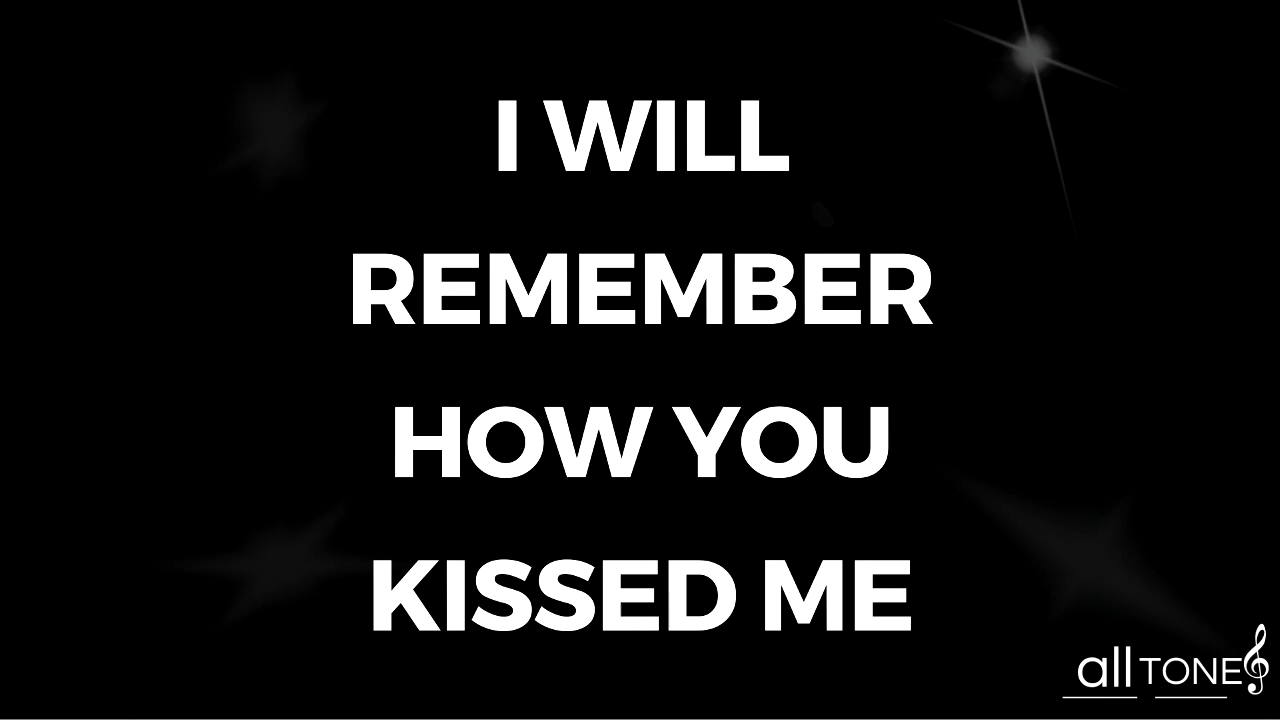 I WILL
REMEMBER
HOW YOU
KISSED ME
all TONES